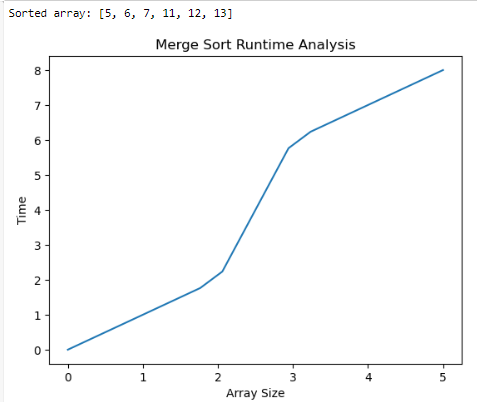 Sorted array: [5, 6, 7, 11, 12, 13]
Merge Sort Runtime Analysis
8
7
6
5
4
3
2
1
0
Time
0 1 2 3 4 5
Array Size